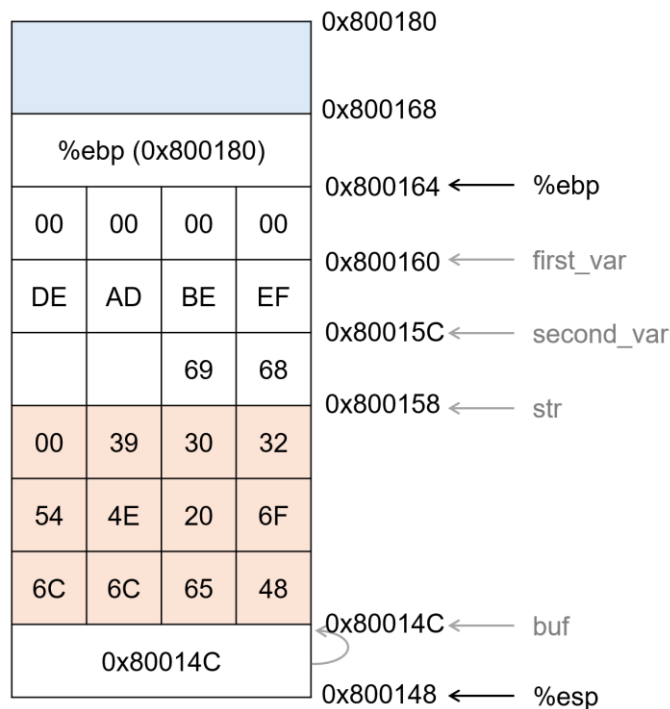 0x800180
0x800168
%ebp (0x800180)
0x800164 %ebp
00 00 00 00
0x800160 first_var
DE AD BE EF
0x80015C second_var
69 68
0x800158 str
00 39 30 32
54 4E 20 6F
6C 6C 65 48
0x80014C buf
0x80014C
0x800148 %esp